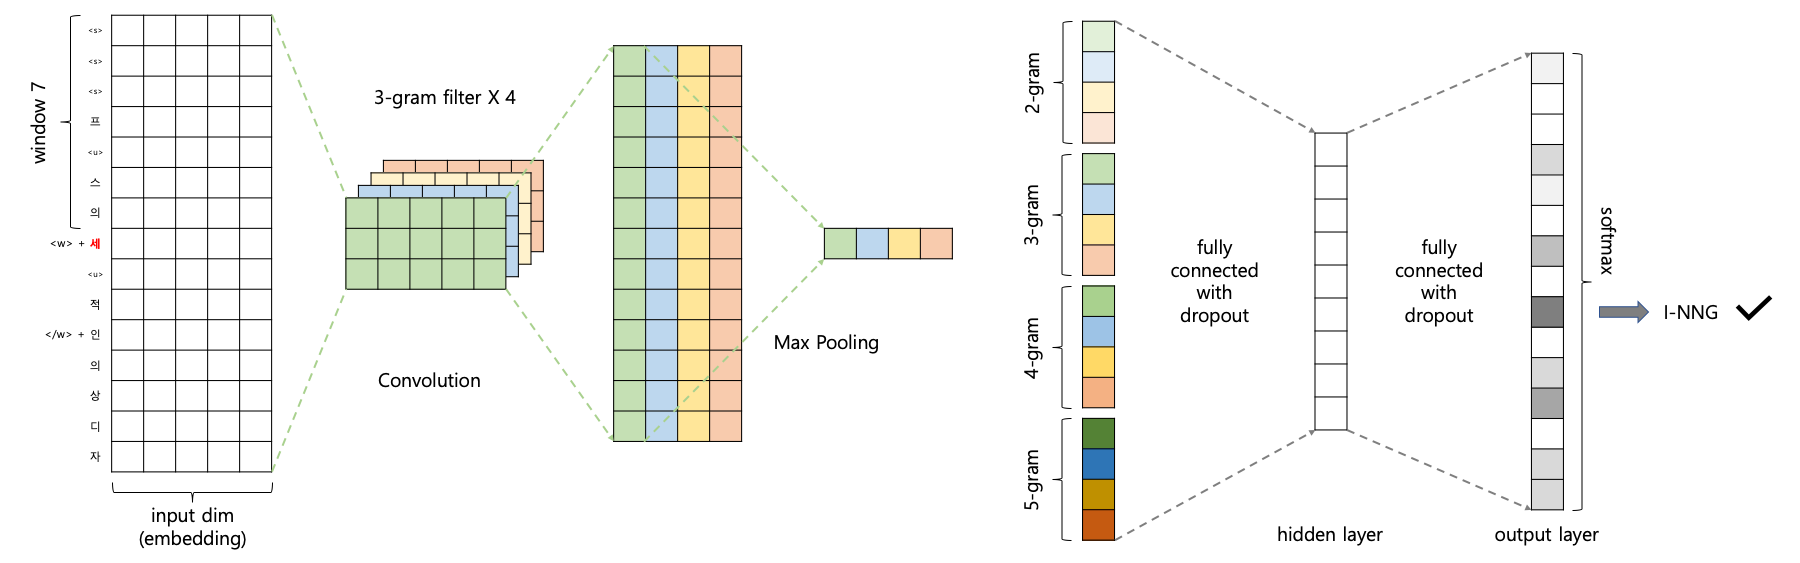 window 7
<s>
<s>
<s>
프
<u>
스
의
<w> + 세
<u>
적
</w> + 인
의
상
디
자
input dim
(embedding)
3-gram filter X 4
Convolution
Max Pooling
2-gram
3-gram
4-gram
5-gram
fully
connected
with
dropout
hidden layer
fully
connected
with
dropout
output layer
softmax
I-NNG